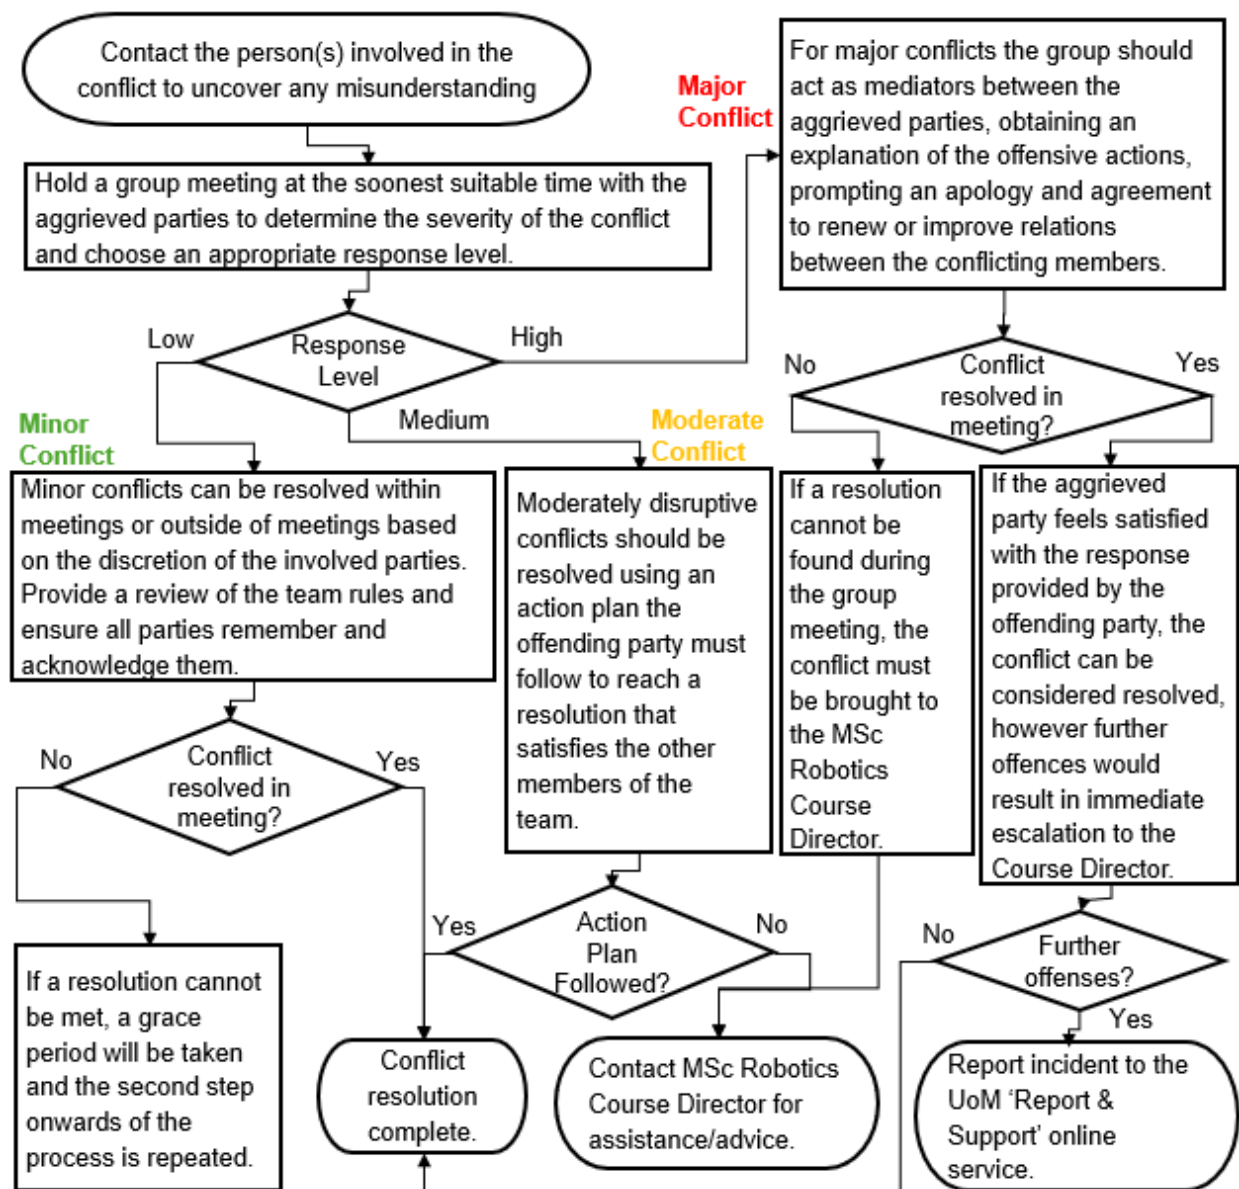 Contact the person(s) involved in the
conflict to uncover any misunderstanding
Hold a group meeting at the soonest suitable time with the
aggrieved parties to determine the severity of the conflict
and choose an appropriate response level.
Response
Level
Low
Medium
High
Major
Conflict
For major conflicts the group should
act as mediators between the
aggrieved parties, obtaining an
explanation of the offensive actions,
prompting an apology and agreement
to renew or improve relations
between the conflicting members.
Minor
Conflict
Minor conflicts can be resolved within
meetings or outside of meetings based
on the discretion of the involved parties.
Provide a review of the team rules and
ensure all parties remember and
acknowledge them.
Moderate
Conflict
Moderately disruptive
conflicts should be
resolved using an
action plan the
offending party must
follow to reach a
resolution that
satisfies the other
members of the
team.
No
Conflict
resolved in
meeting?
Yes
If a resolution
cannot be
found during
the group
meeting, the
conflict must
be brought to
the MSc
Robotics
Course
Director.
If the aggrieved
party feels satisfied
with the response
provided by the
offending party, the
conflict can be
considered resolved,
however further
offences would
result in immediate
escalation to the
Course Director.
No
Conflict
resolved in
meeting?
Yes
Yes
Action
Plan
Followed?
No
No
Further
offenses?
Yes
If a resolution cannot
be met, a grace
period will be taken
and the second step
onwards of the
process is repeated.
Conflict
resolution
complete.
Contact MSc Robotics
Course Director for
assistance/advice.
Report incident to the
UoM ‘Report &
Support’ online
service.